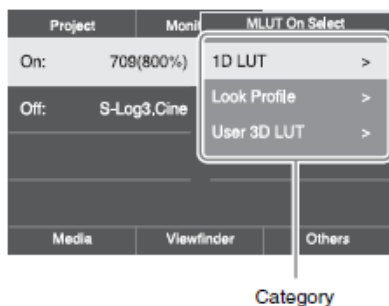 Project Moni MLUT On Select
On: 709(800%) 1D LUT >
Off: S-Log3,Cine Look Profile >
User 3D LUT >
Media Viewfinder Others
Category